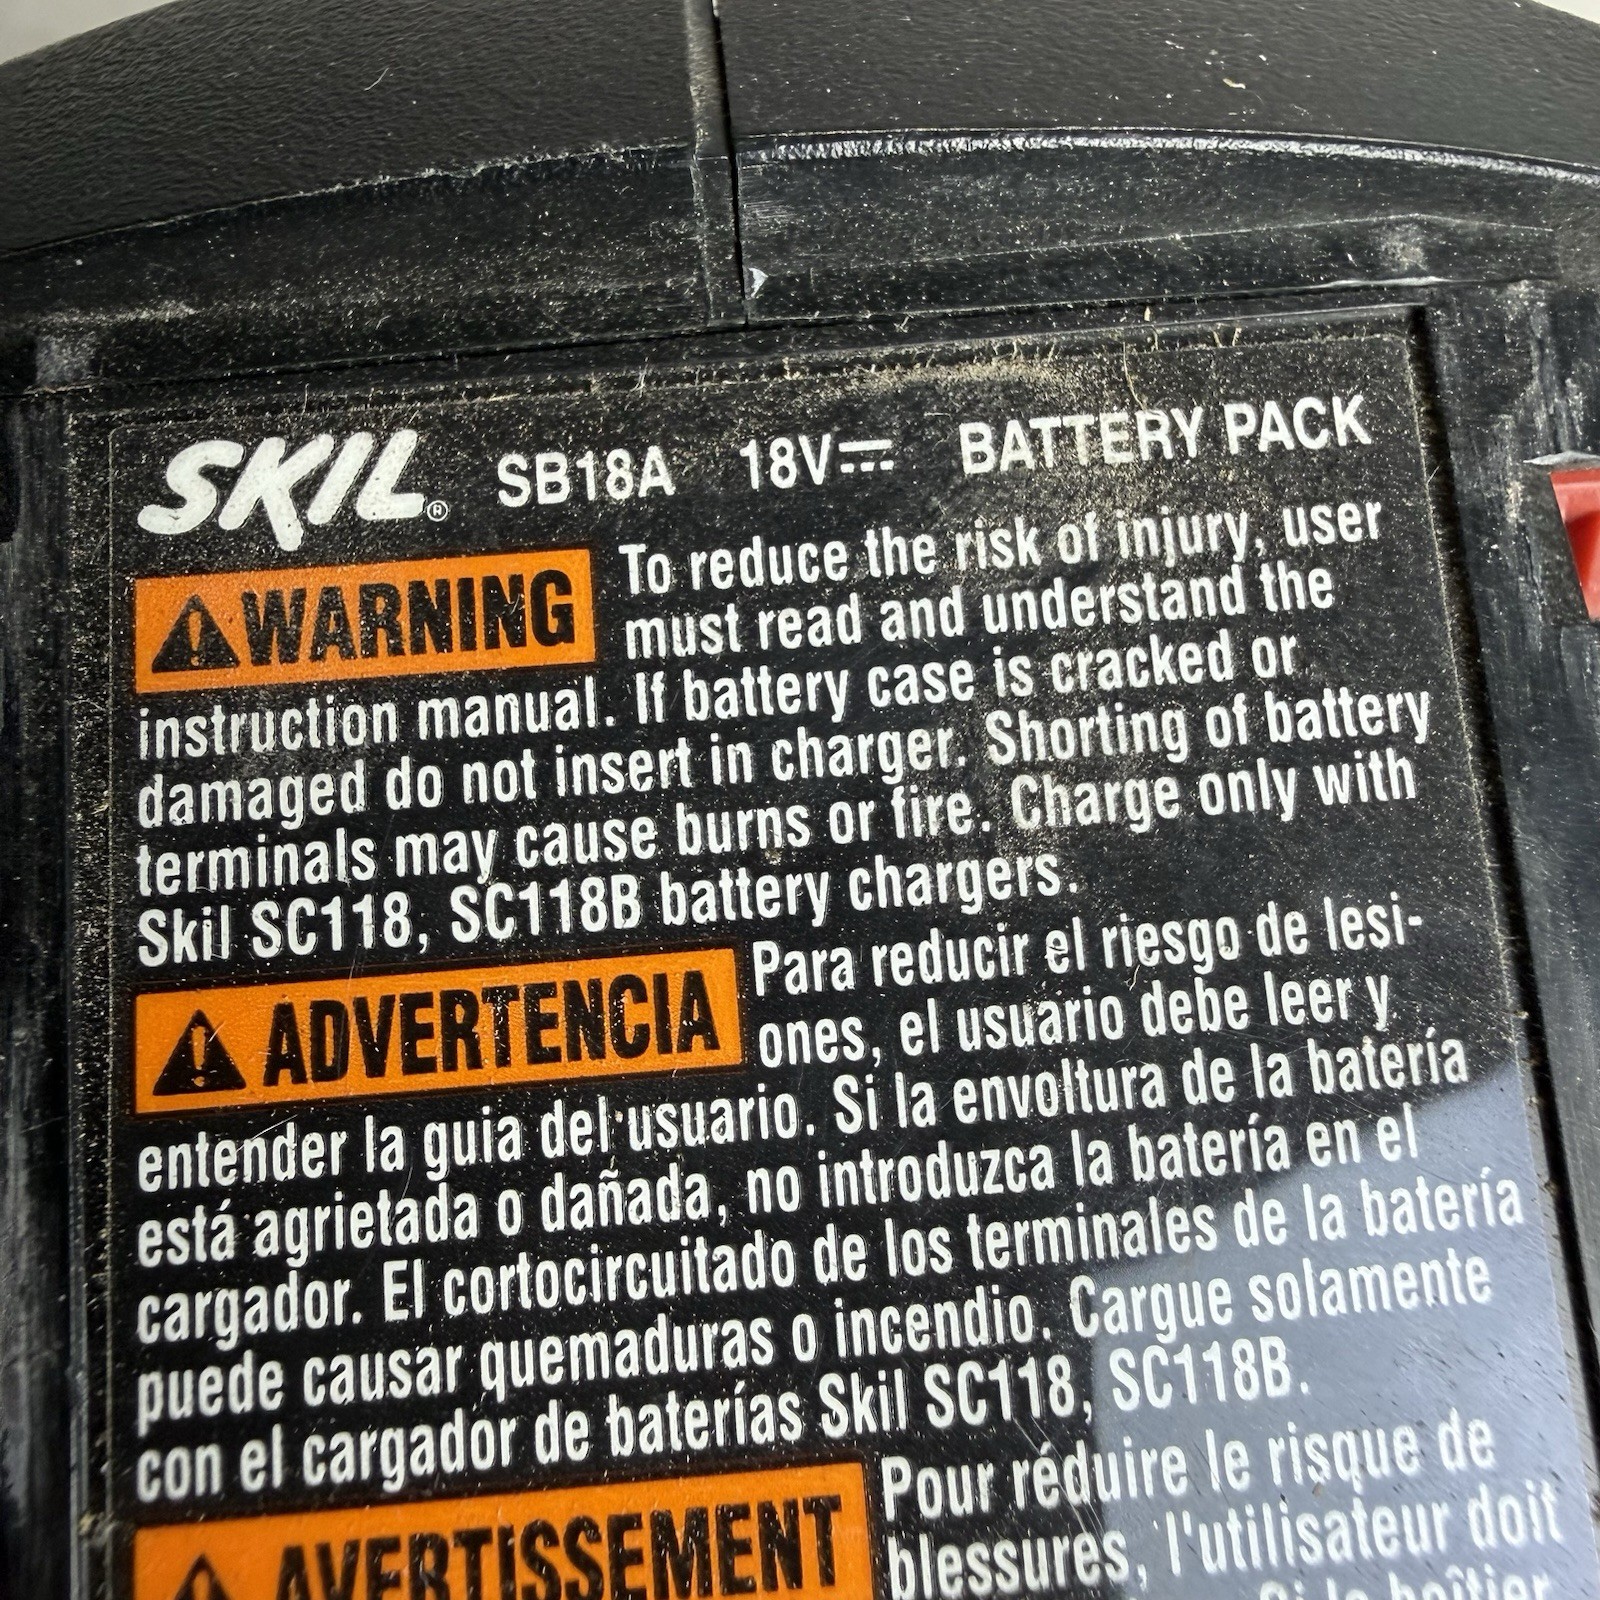 SKIL® SB18A 18V BATTERY PACK
WARNING To reduce the risk of injury, user
must read and understand the
instruction manual. If battery case is cracked or
damaged do not insert in charger. Shorting of battery
terminals may cause burns or fire. Charge only with
Skil SC118, SC118B battery chargers.
ADVERTENCIA Para reducir el riesgo de lesi-
ones, el usuario debe leer y
entender la guia del usuario. Si la envoltura de la batería
está agrietada o dañada, no introduzca la batería en el
cargador. El cortocircuitado de los terminales de la batería
puede causar quemaduras o incendio. Cargue solamente
con el cargador de baterías Skil SC118, SC118B.
AVERTISSEMENT Pour réduire le risque de
blessures, l'utilisateur doit
Si le boîtier